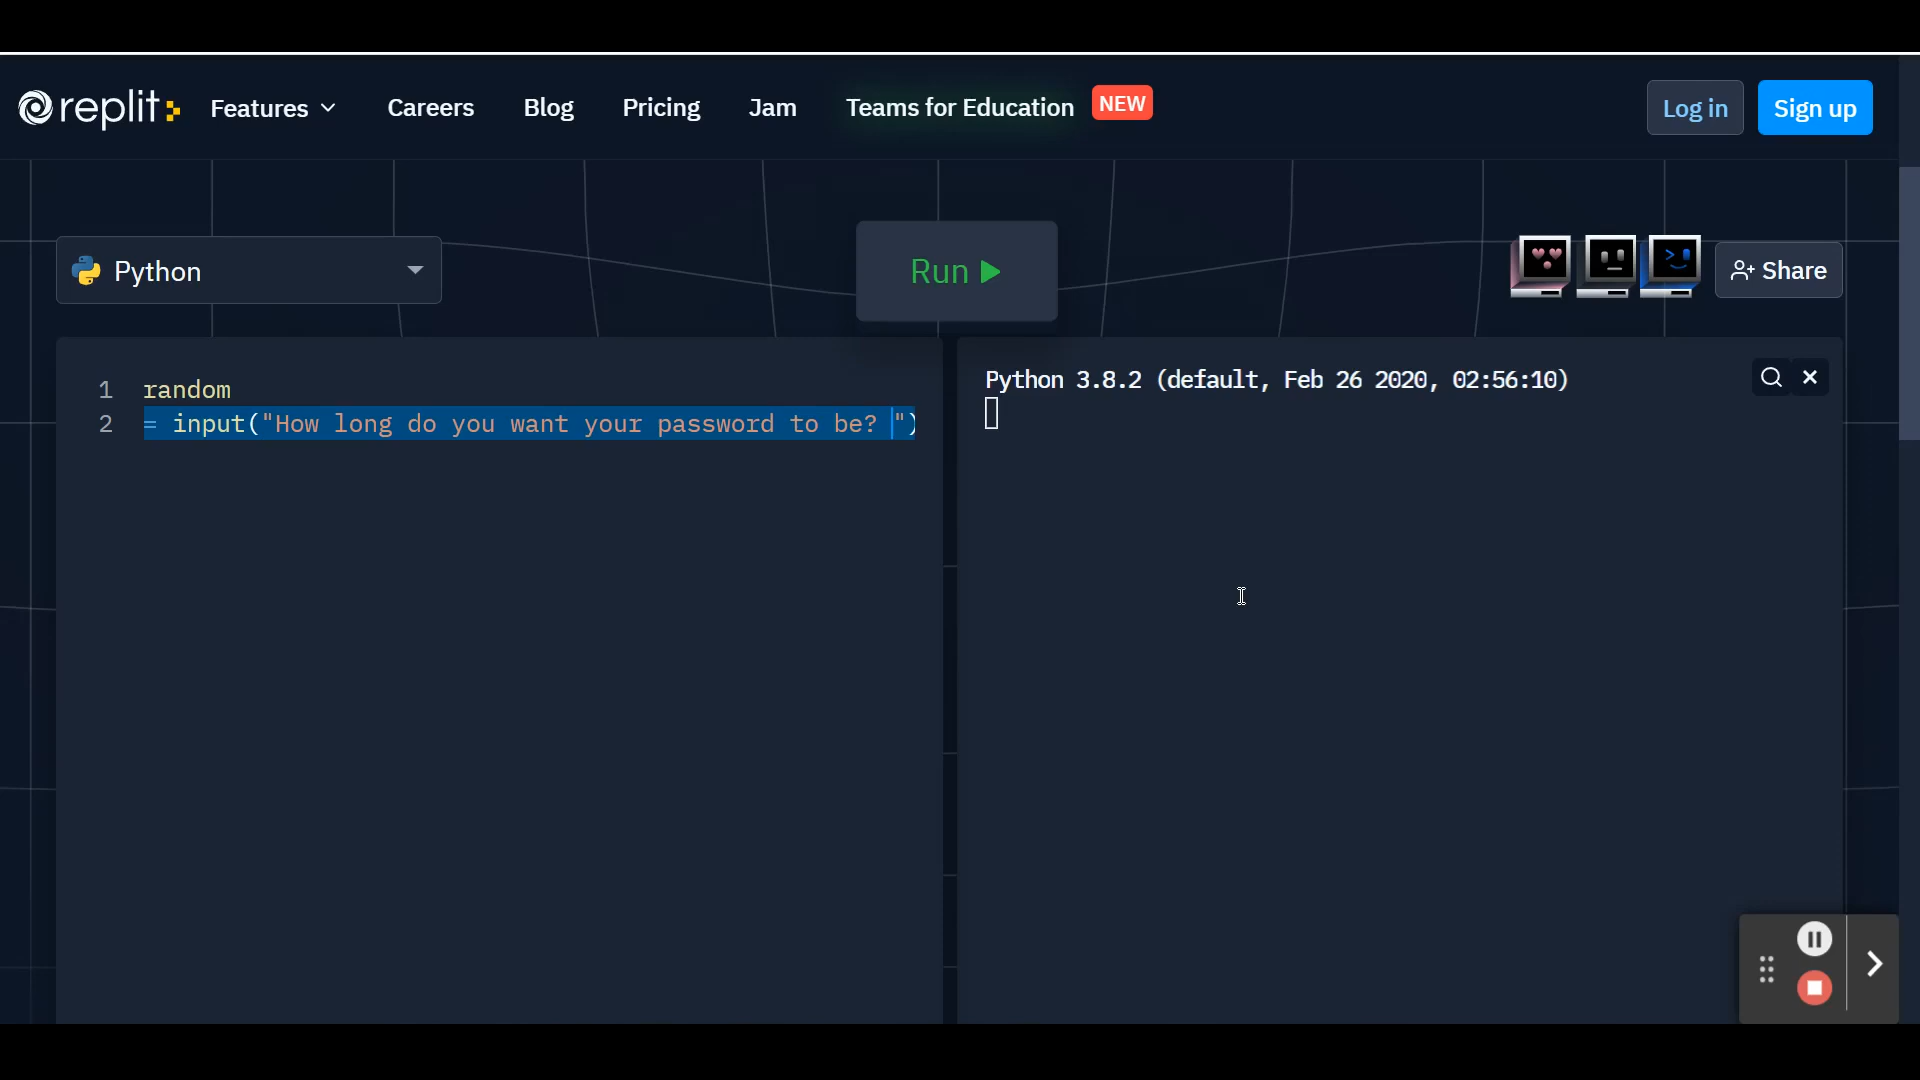 replit Features Careers Blog Pricing Jam Teams for Education NEW Log in Sign up
Python Run Share
1 random
2 = input("How long do you want your password to be? ")
Python 3.8.2 (default, Feb 26 2020, 02:56:10)